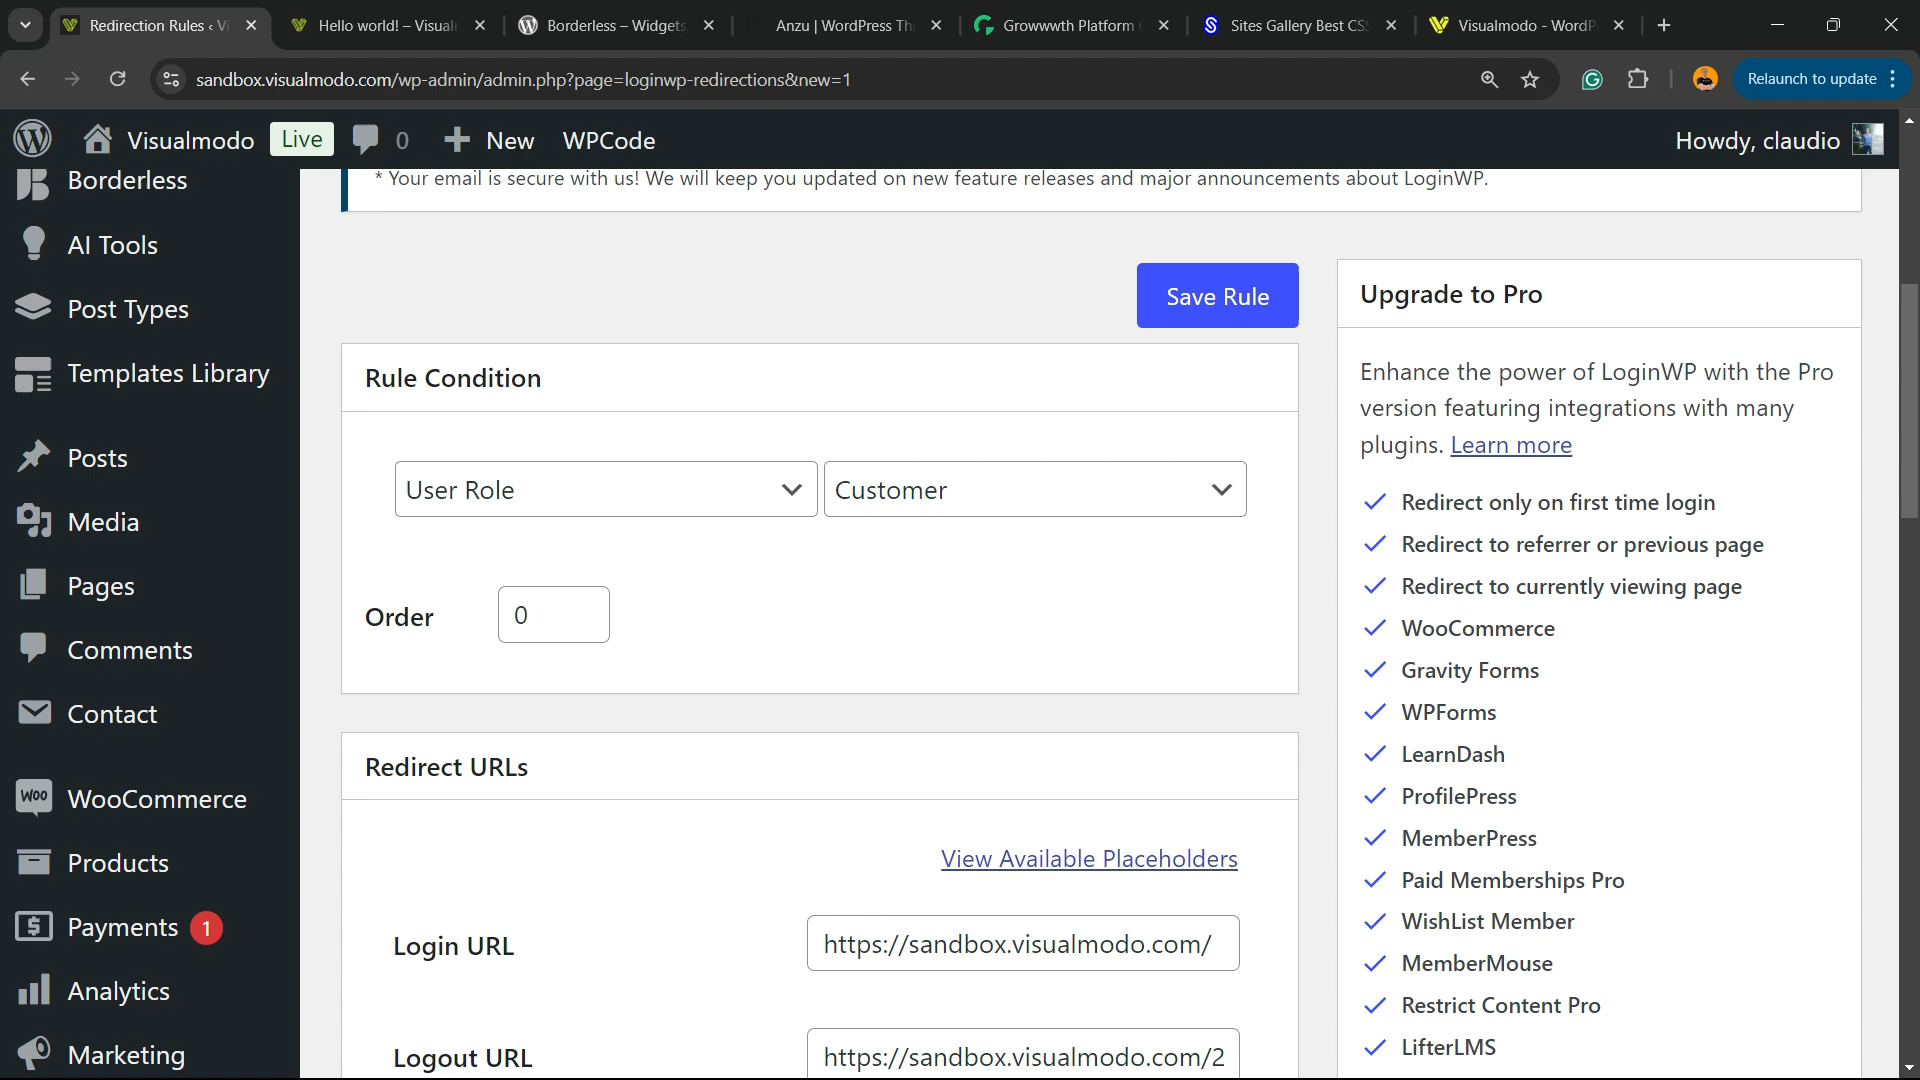 Redirection Rules ‹ Vi
Hello world! – Visualm
Borderless – Widgets
Anzu | WordPress Th
Growwwth Platform
Sites Gallery Best CSS
Visualmodo - WordP
sandbox.visualmodo.com/wp-admin/admin.php?page=loginwp-redirections&new=1
Relaunch to update
Visualmodo
Live
0
New
WPCode
Howdy, claudio
Borderless
AI Tools
Post Types
Templates Library
Posts
Media
Pages
Comments
Contact
WOO
WooCommerce
Products
Payments 1
Analytics
Marketing
* Your email is secure with us! We will keep you updated on new feature releases and major announcements about LoginWP.
Save Rule
Rule Condition
User Role
Customer
Order
0
Redirect URLs
View Available Placeholders
Login URL
https://sandbox.visualmodo.com/
Logout URL
https://sandbox.visualmodo.com/2
Upgrade to Pro
Enhance the power of LoginWP with the Pro
version featuring integrations with many
plugins. Learn more
Redirect only on first time login
Redirect to referrer or previous page
Redirect to currently viewing page
WooCommerce
Gravity Forms
WPForms
LearnDash
ProfilePress
MemberPress
Paid Memberships Pro
WishList Member
MemberMouse
Restrict Content Pro
LifterLMS